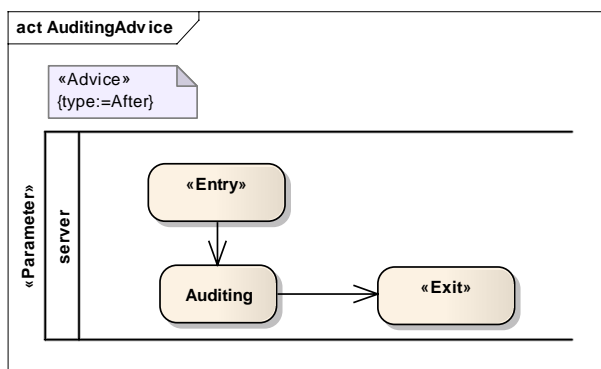 act AuditingAdvice
«Advice»
{type:=After}
«Parameter»
server
«Entry»
Auditing
«Exit»